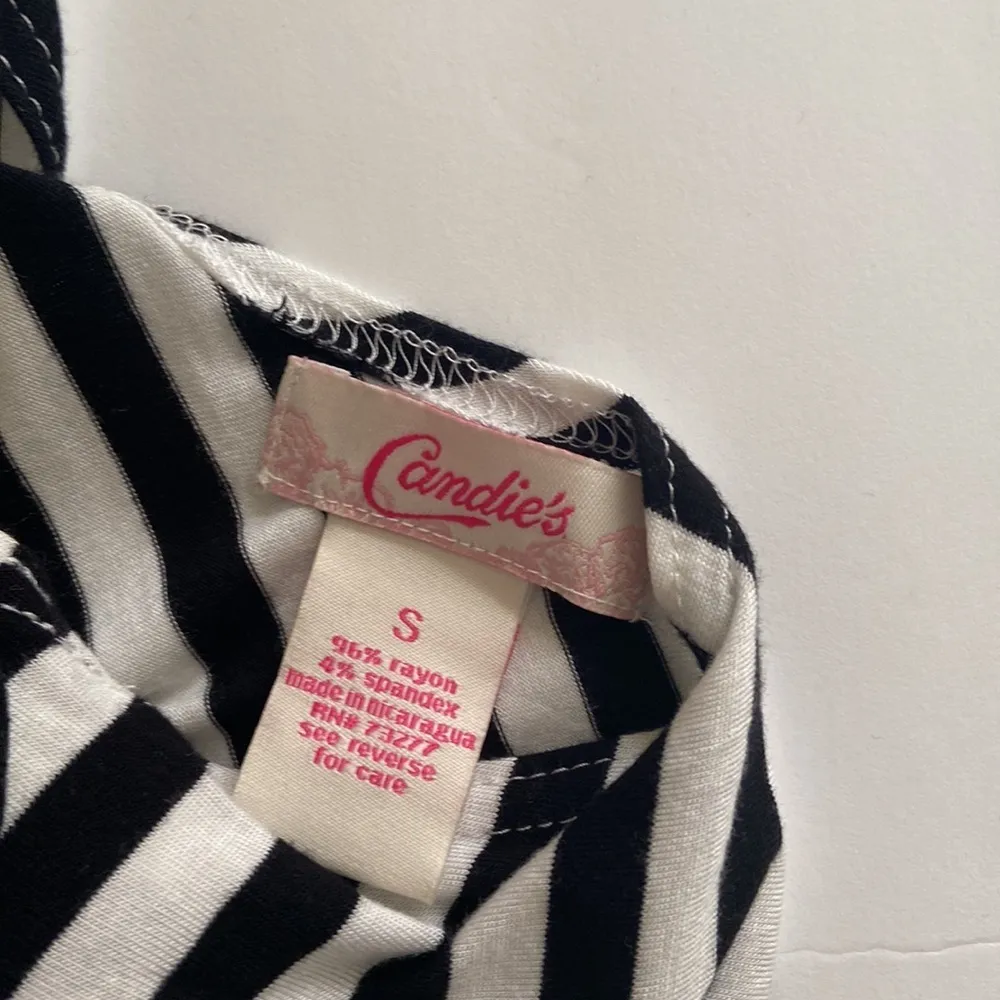 Candie's
S
96% rayon
4% spandex
made in nicaragua
RN# 73277
see reverse
for care